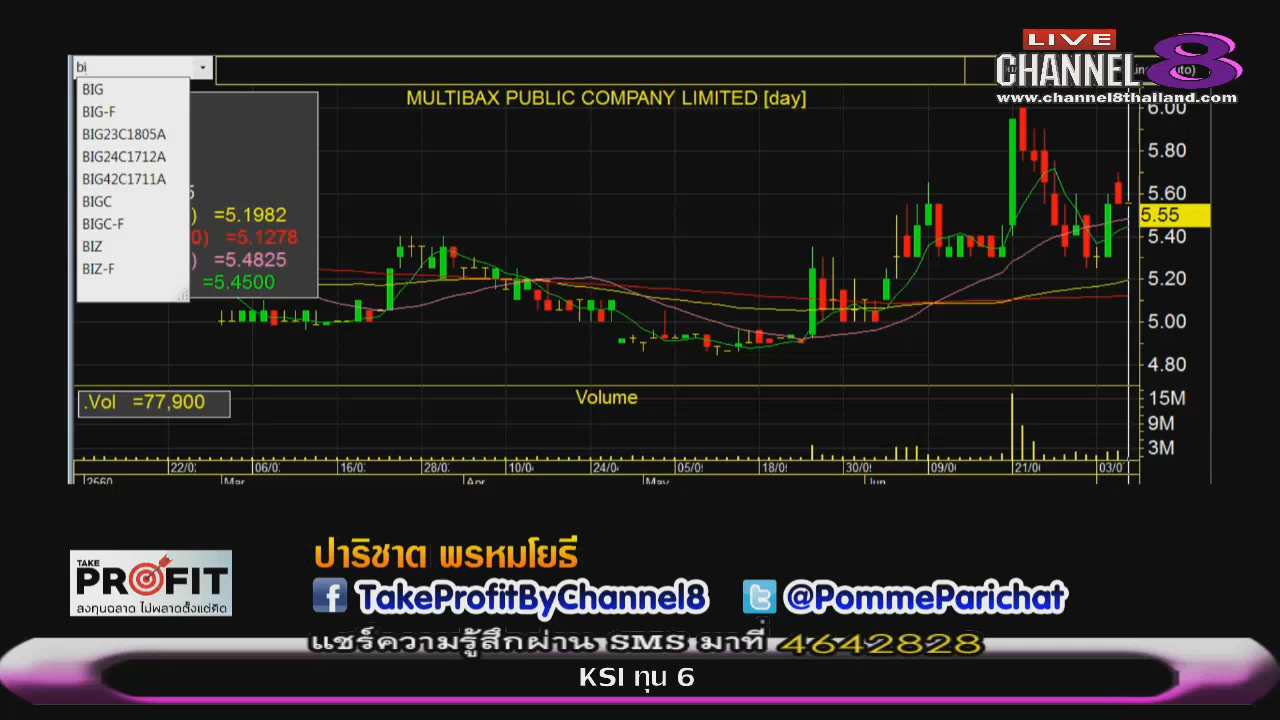 LIVE
CHANNEL 8
www.channel8thailand.com
bi
BIG
BIG-F
BIG23C1805A
BIG24C1712A
BIG42C1711A
BIGC
BIGC-F
BIZ
BIZ-F
MULTIBAX PUBLIC COMPANY LIMITED [day]
=5.1982
=5.1278
=5.4825
=5.4500
6.00
5.80
5.60
5.55
5.40
5.20
5.00
4.80
.Vol =77,900
Volume
15M
9M
3M
22/0 06/0 16/0 28/0 10/0 24/0 05/0 18/0 30/0 09/0 21/0 03/0
2560 Mar Apr May Jun
TAKE
PROFIT
ลงทุนฉลาด ไม่พลาดตั้งแต่คิด
ปาริชาต พรหมโยธี
TakeProfitByChannel8 @PommeParichat
แชร์ความรู้สึกผ่าน SMS มาที่ 4642828
KSI ทุน 6